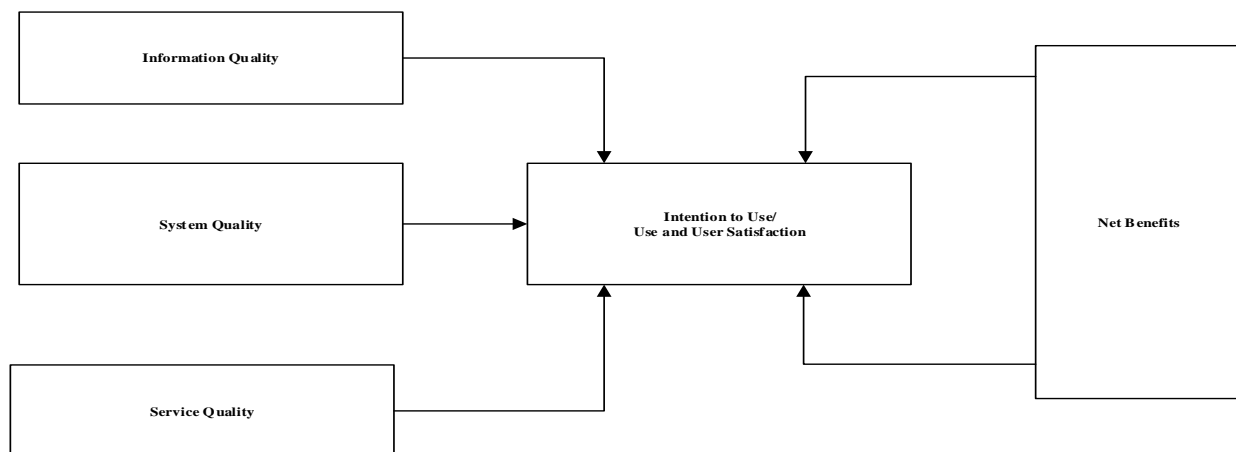 Information Quality
System Quality
Intention to Use/
Use and User Satisfaction
Net Benefits
Service Quality